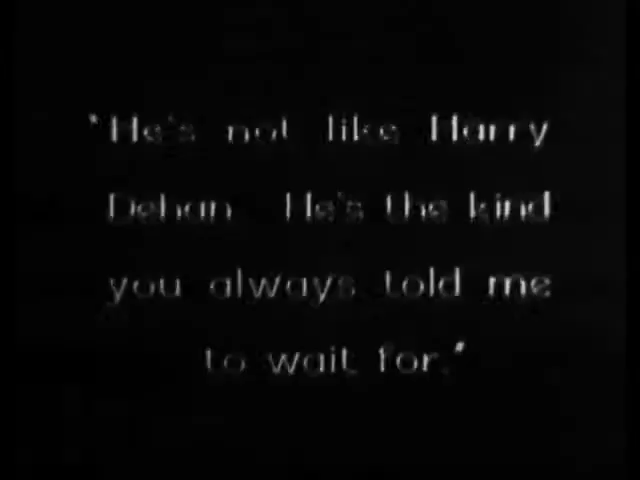 "He's not like Harry
Dehan. He's the kind
you always told me
to wait for."